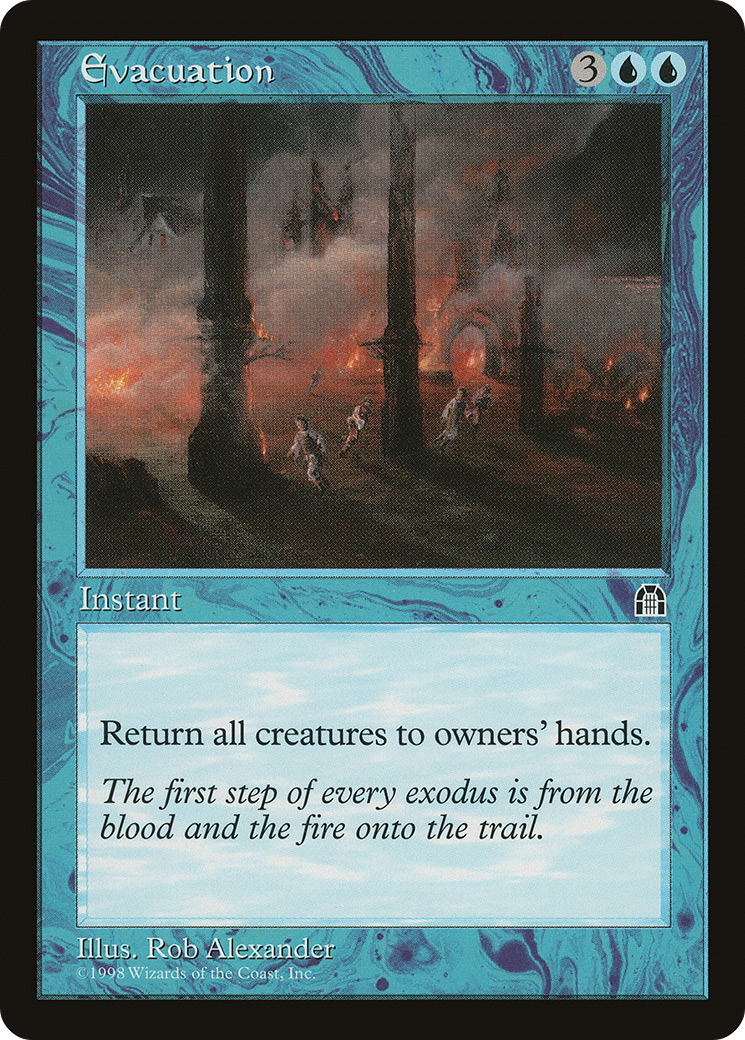 Evacuation 3
Instant
Return all creatures to owners’ hands.
The first step of every exodus is from the
blood and the fire onto the trail.
Illus. Rob Alexander
©1998 Wizards of the Coast, Inc.